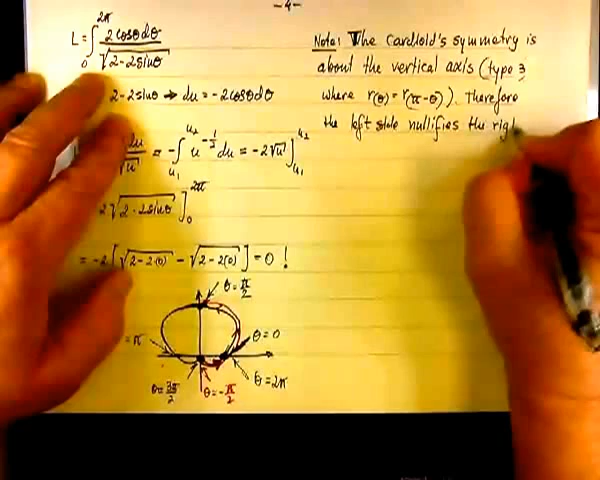 -4-
L = ∫₀^2π 2cosθdθ / √(2-2sinθ)
2-2sinθ ⇒ du = -2cosθdθ
du/√u = -∫_u₁^u₂ u^(-1/2) du = -2√u ]_u₁^u₂
2√(2-2sinθ) ]₀^2π
= -2[√(2-2(0)) - √(2-2(0))] = 0 !
θ = π/2
= π
θ = 0
θ = 3π/2
θ = -π/2
θ = 2π
Note: The Cardioid's symmetry is
about the vertical axis (type 3
where r(θ) = r(π-θ)). Therefore
the left side nullifies the righ